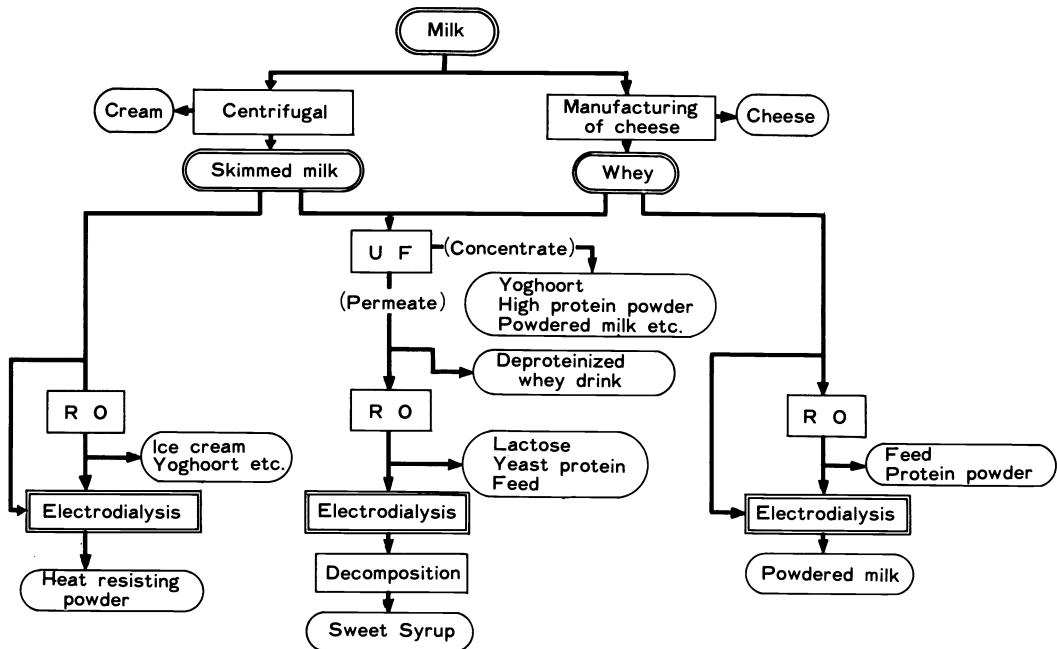 Milk
Cream
Centrifugal
Manufacturing
of cheese
Cheese
Skimmed milk
Whey
U F
(Concentrate)
(Permeate)
Yoghoort
High protein powder
Powdered milk etc.
Deproteinized
whey drink
R O
R O
R O
Ice cream
Yoghoort etc.
Lactose
Yeast protein
Feed
Feed
Protein powder
Electrodialysis
Electrodialysis
Electrodialysis
Heat resisting
powder
Decomposition
Powdered milk
Sweet Syrup